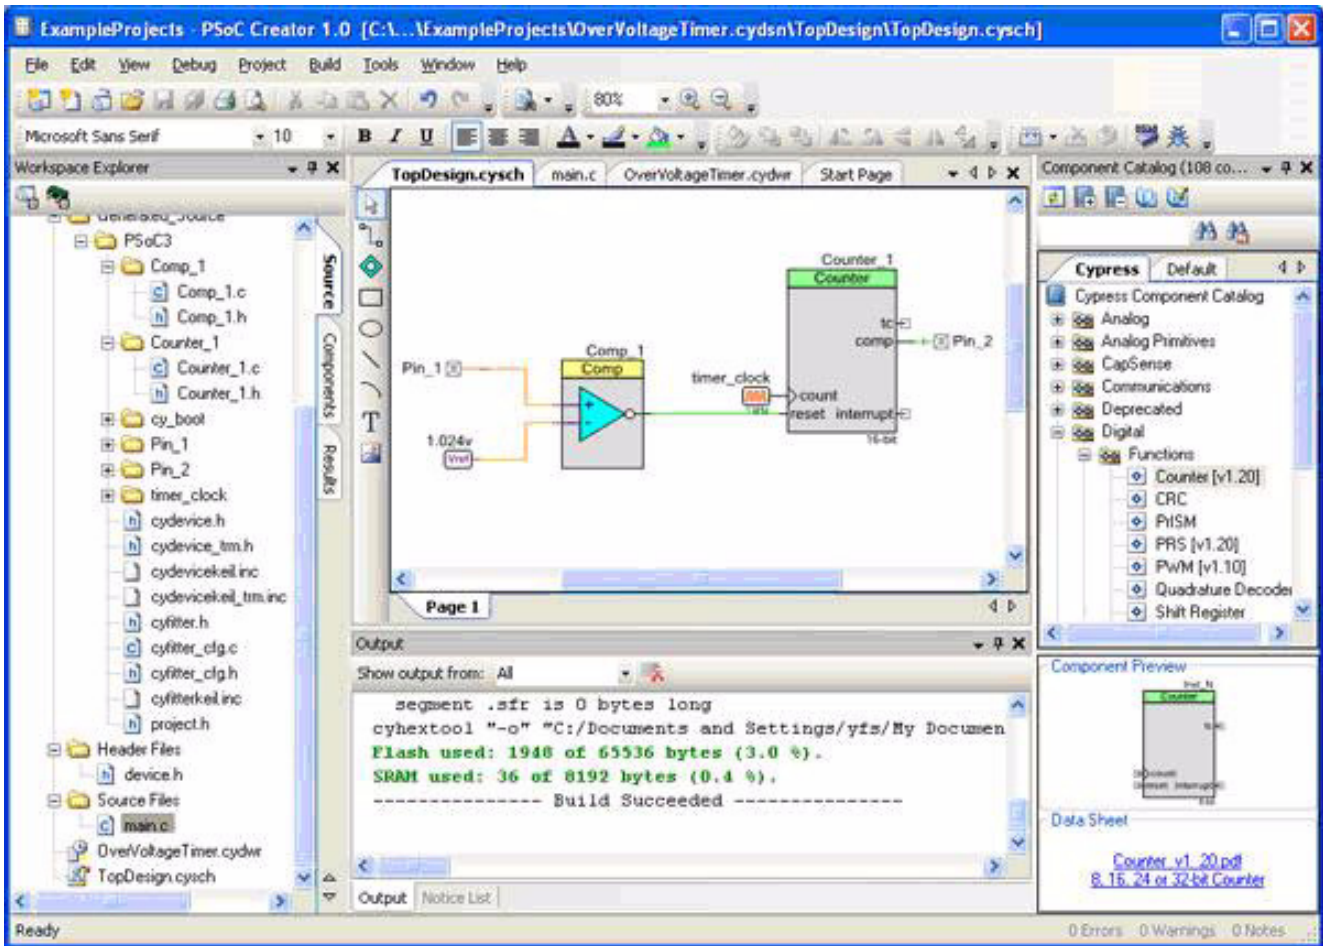 ExampleProjects - PSoC Creator 1.0 [C:\...\ExampleProjects\OverVoltageTimer.cydsn\TopDesign\TopDesign.cysch]
File Edit View Debug Project Build Tools Window Help
80%
Microsoft Sans Serif 10 B I U A
Workspace Explorer
Generated_Source
PSoC3
Comp_1
Comp_1.c
Comp_1.h
Counter_1
Counter_1.c
Counter_1.h
cy_boot
Pin_1
Pin_2
timer_clock
cydevice.h
cydevice_trm.h
cydevicekeil.inc
cydevicekeil_trm.inc
cyfitter.h
cyfitter_cfg.c
cyfitter_cfg.h
cyfitterkeil.inc
project.h
Header Files
device.h
Source Files
main.c
OverVoltageTimer.cydwr
TopDesign.cysch
Source
Components
Results
TopDesign.cysch main.c OverVoltageTimer.cydwr Start Page
T
Counter_1
Counter
tc
comp
Pin_2
Comp_1
Comp
Pin_1
timer_clock
count
reset interrupt
16-bit
1.024v
Vref
Page 1
Output
Show output from: All
segment .sfr is 0 bytes long
cyhextool "-o" "C:/Documents and Settings/yfs/My Documen
Flash used: 1948 of 65536 bytes (3.0 %).
SRAM used: 36 of 8192 bytes (0.4 %).
--------------- Build Succeeded ---------------
Output Notice List
Component Catalog (108 co...
Cypress Default
Cypress Component Catalog
Analog
Analog Primitives
CapSense
Communications
Deprecated
Digital
Functions
Counter [v1.20]
CRC
PrISM
PRS [v1.20]
PWM [v1.10]
Quadrature Decoder
Shift Register
Component Preview
Counter
Data Sheet
Counter_v1_20.pdf
8, 16, 24 or 32-bit Counter
Ready
0 Errors 0 Warnings 0 Notes